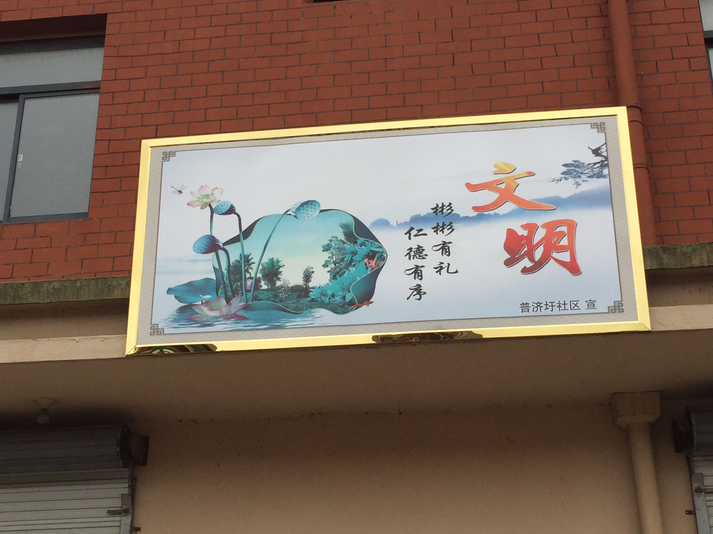 文明
彬彬有礼
仁德有序
普济圩社区 宣